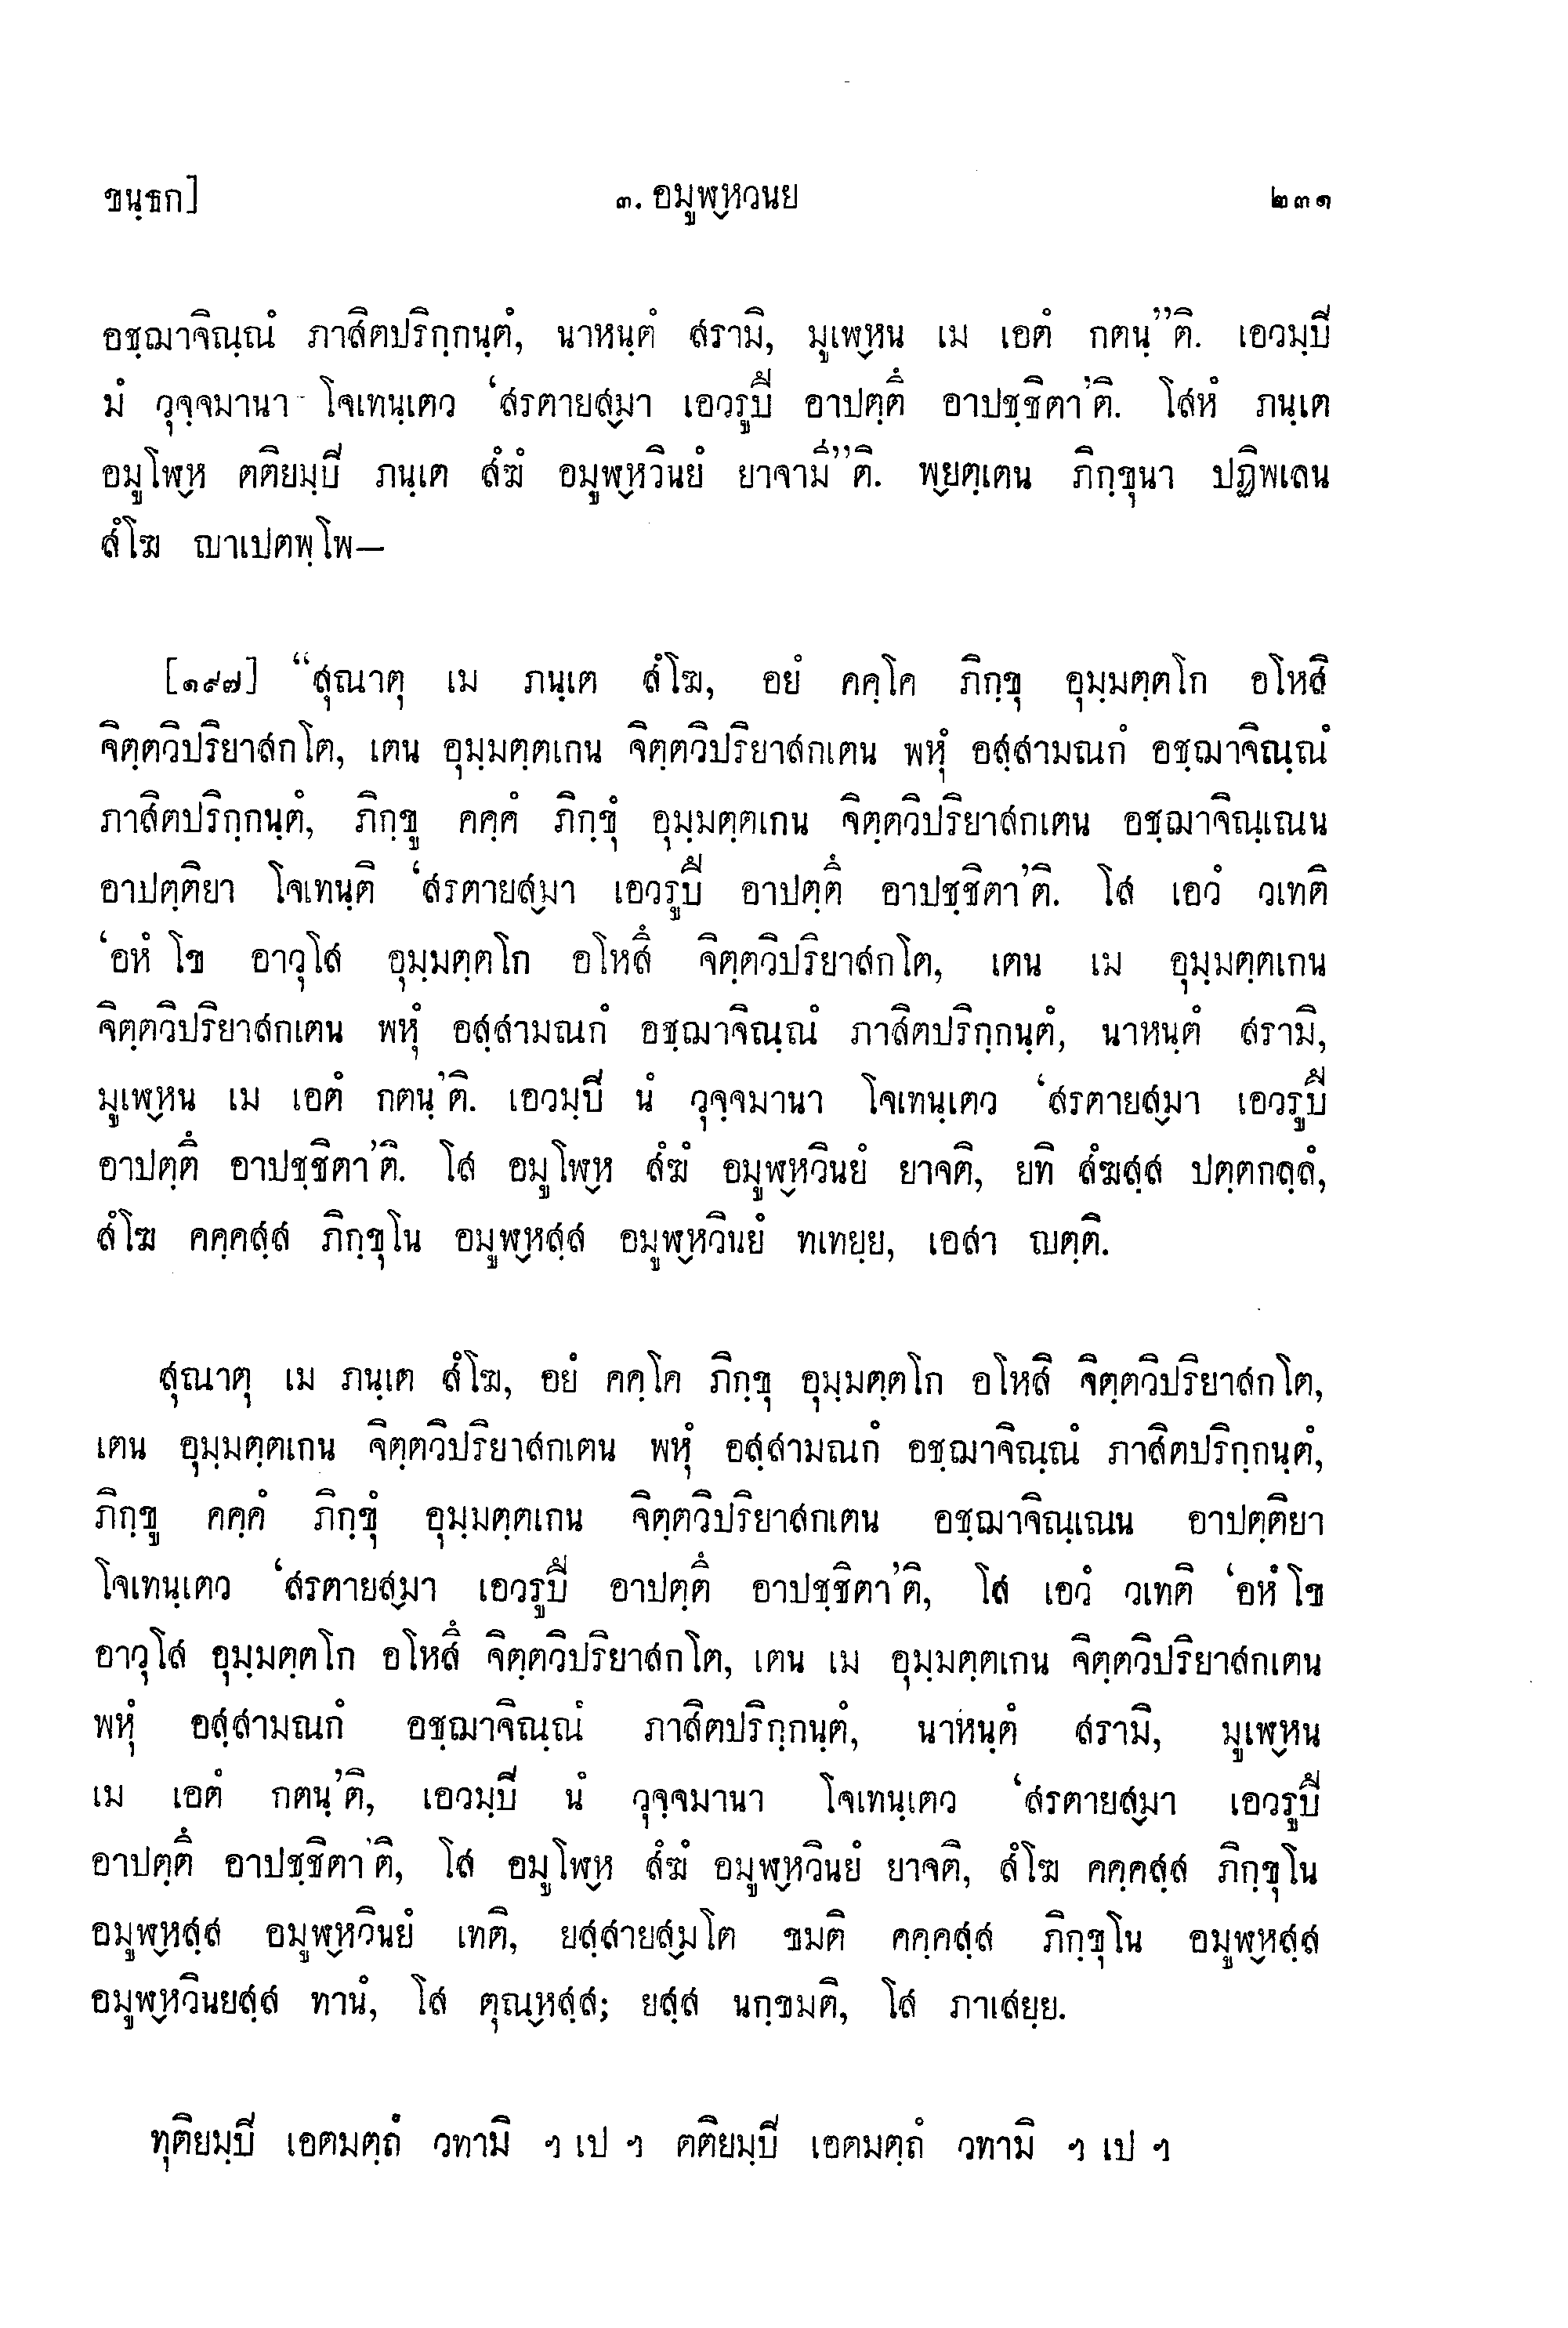 ขนฺธก]	๓. อมูฬฺหวนย	๒๓๑
อชฺฌาจิณฺณํ ภาสิตปริกฺกนฺตํ, นาหนฺตํ สรามิ, มูเฬฺหน เม เอตํ กตนฺ”ติ. เอวมฺปี
มํ วุจฺจมานา โจเทนฺเตว ‘สรตายสฺมา เอวรูปึ อาปตฺตึ อาปชฺชิตา’ติ. โสหํ ภนฺเต
อมูโฬฺห ตติยมฺปี ภนฺเต สํฆํ อมูฬฺหวินยํ ยาจามิ”ติ. พฺยตฺเตน ภิกฺขุนา ปฏิพเลน
สํโฆ ญาเปตพฺโพ–
[๑๙๗] “สุณาตุ เม ภนฺเต สํโฆ, อยํ คคฺโค ภิกฺขุ อุมฺมตฺตโก อโหสิ
จิตฺตวิปริยาสกโต, เตน อุมฺมตฺตเกน จิตฺตวิปริยาสกเตน พหุํ อสฺสามณกํ อชฺฌาจิณฺณํ
ภาสิตปริกฺกนฺตํ, ภิกฺขู คคฺคํ ภิกฺขุํ อุมฺมตฺตเกน จิตฺตวิปริยาสกเตน อชฺฌาจิณฺเณน
อาปตฺติยา โจเทนฺติ ‘สรตายสฺมา เอวรูปึ อาปตฺตึ อาปชฺชิตา’ติ. โส เอวํ วเทติ
‘อหํ โข อาวุโส อุมฺมตฺตโก อโหสึ จิตฺตวิปริยาสกโต, เตน เม อุมฺมตฺตเกน
จิตฺตวิปริยาสกเตน พหุํ อสฺสามณกํ อชฺฌาจิณฺณํ ภาสิตปริกฺกนฺตํ, นาหนฺตํ สรามิ,
มูเฬฺหน เม เอตํ กตนฺ’ติ. เอวมฺปี นํ วุจฺจมานา โจเทนฺเตว ‘สรตายสฺมา เอวรูปึ
อาปตฺตึ อาปชฺชิตา’ติ. โส อมูโฬฺห สํฆํ อมูฬฺหวินยํ ยาจติ, ยทิ สํฆสฺส ปตฺตกลฺลํ,
สํโฆ คคฺคสฺส ภิกฺขุโน อมูฬฺหสฺส อมูฬฺหวินยํ ทเทยฺย, เอสา ญตฺติ.
สุณาตุ เม ภนฺเต สํโฆ, อยํ คคฺโค ภิกฺขุ อุมฺมตฺตโก อโหสิ จิตฺตวิปริยาสกโต,
เตน อุมฺมตฺตเกน จิตฺตวิปริยาสกเตน พหุํ อสฺสามณกํ อชฺฌาจิณฺณํ ภาสิตปริกฺกนฺตํ,
ภิกฺขู คคฺคํ ภิกฺขุํ อุมฺมตฺตเกน จิตฺตวิปริยาสกเตน อชฺฌาจิณฺเณน อาปตฺติยา
โจเทนฺเตว ‘สรตายสฺมา เอวรูปึ อาปตฺตึ อาปชฺชิตา’ติ, โส เอวํ วเทติ ‘อหํ โข
อาวุโส อุมฺมตฺตโก อโหสึ จิตฺตวิปริยาสกโต, เตน เม อุมฺมตฺตเกน จิตฺตวิปริยาสกเตน
พหุํ อสฺสามณกํ อชฺฌาจิณฺณํ ภาสิตปริกฺกนฺตํ, นาหนฺตํ สรามิ, มูเฬฺหน
เม เอตํ กตนฺ’ติ, เอวมฺปี นํ วุจฺจมานา โจเทนฺเตว ‘สรตายสฺมา เอวรูปึ
อาปตฺตึ อาปชฺชิตา’ติ, โส อมูโฬฺห สํฆํ อมูฬฺหวินยํ ยาจติ, สํโฆ คคฺคสฺส ภิกฺขุโน
อมูฬฺหสฺส อมูฬฺหวินยํ เทติ, ยสฺสายสฺมโต ขมติ คคฺคสฺส ภิกฺขุโน อมูฬฺหสฺส
อมูฬฺหวินยสฺส ทานํ, โส ตุณฺหสฺส; ยสฺส นกฺขมติ, โส ภาเสยฺย.
ทุติยมฺปี เอตมตฺถํ วทามิ ฯ เป ฯ ตติยมฺปี เอตมตฺถํ วทามิ ฯ เป ฯ